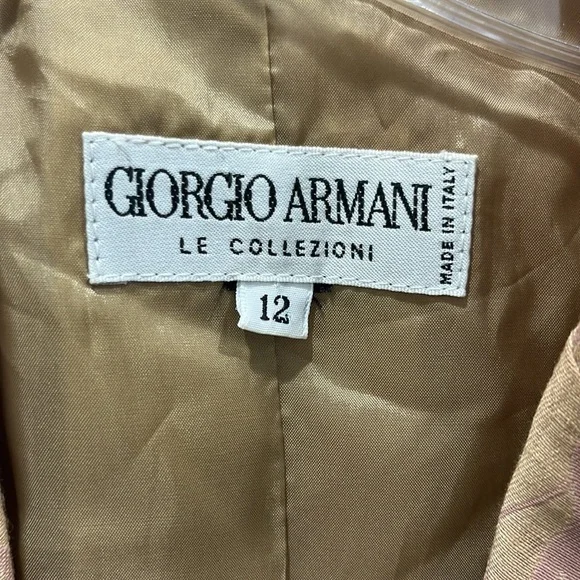 GIORGIO ARMANI
LE COLLEZIONI
MADE IN ITALY
12